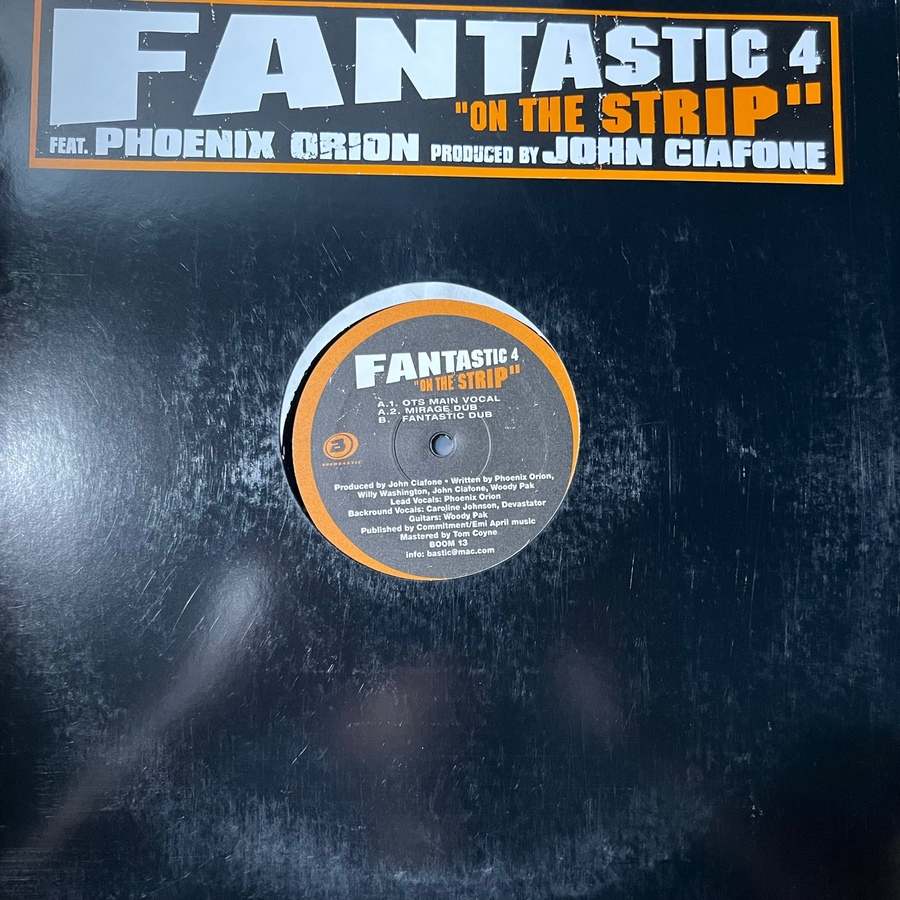 FANTASTIC 4
"ON THE STRIP"
FEAT. PHOENIX ORION PRODUCED BY JOHN CIAFONE
FANTASTIC 4
"ON THE STRIP"
A.1. OTS MAIN VOCAL
A.2. MIRAGE DUB
B. FANTASTIC DUB
Produced by John Ciafone • Written by Phoenix Orion,
Willy Washington, John Ciafone, Woody Pak
Lead Vocals: Phoenix Orion
Backround Vocals: Caroline Johnson, Devastator
Guitars: Woody Pak
Published by Commitment/Emi April music
Mastered by Tom Coyne
BOOM 13
info: bastic@mac.com